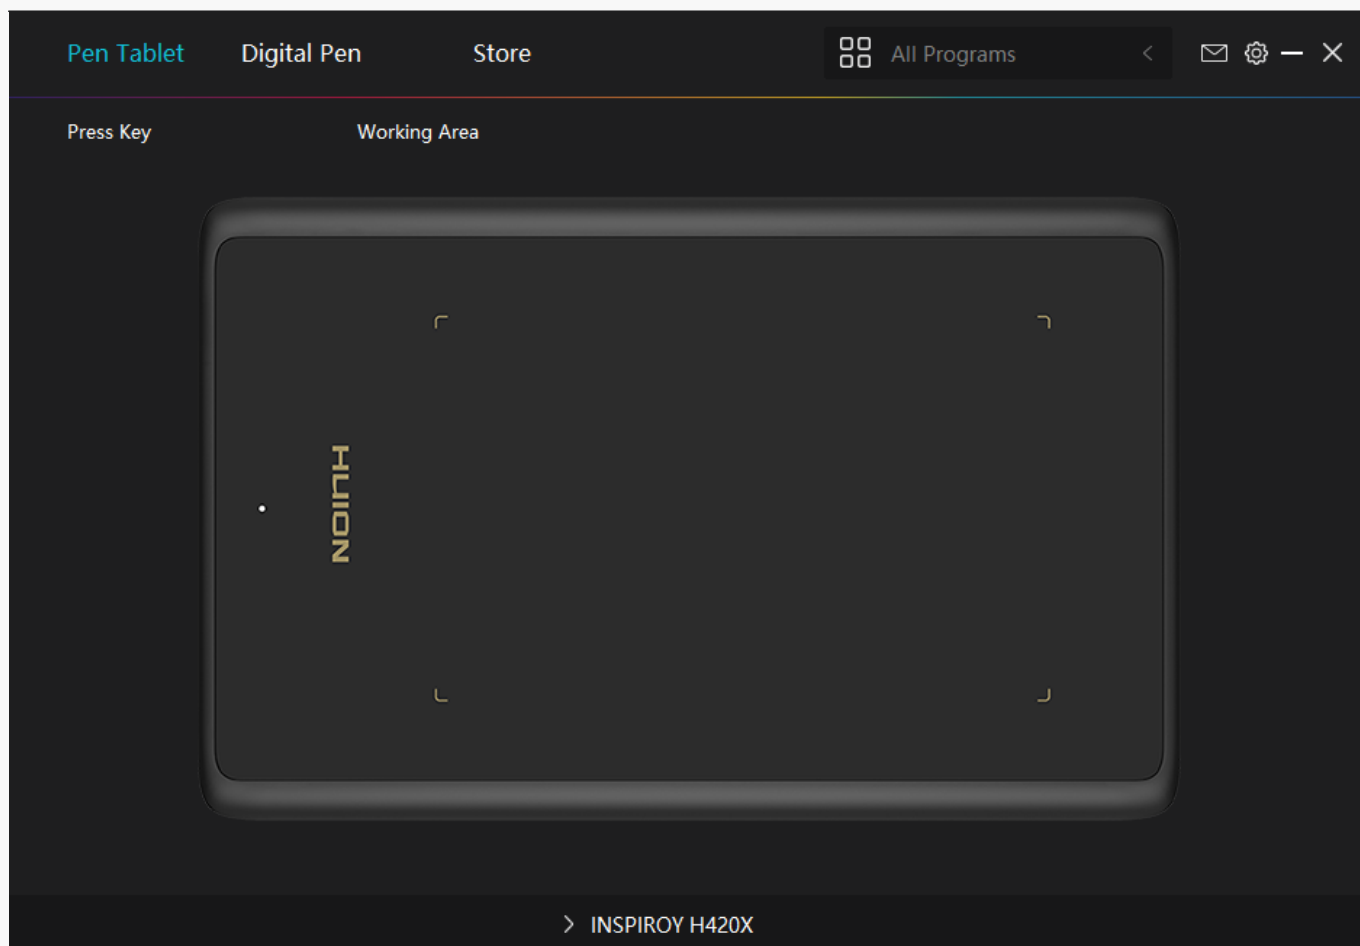 Pen Tablet Digital Pen Store All Programs
Press Key Working Area
HUION
INSPIROY H420X